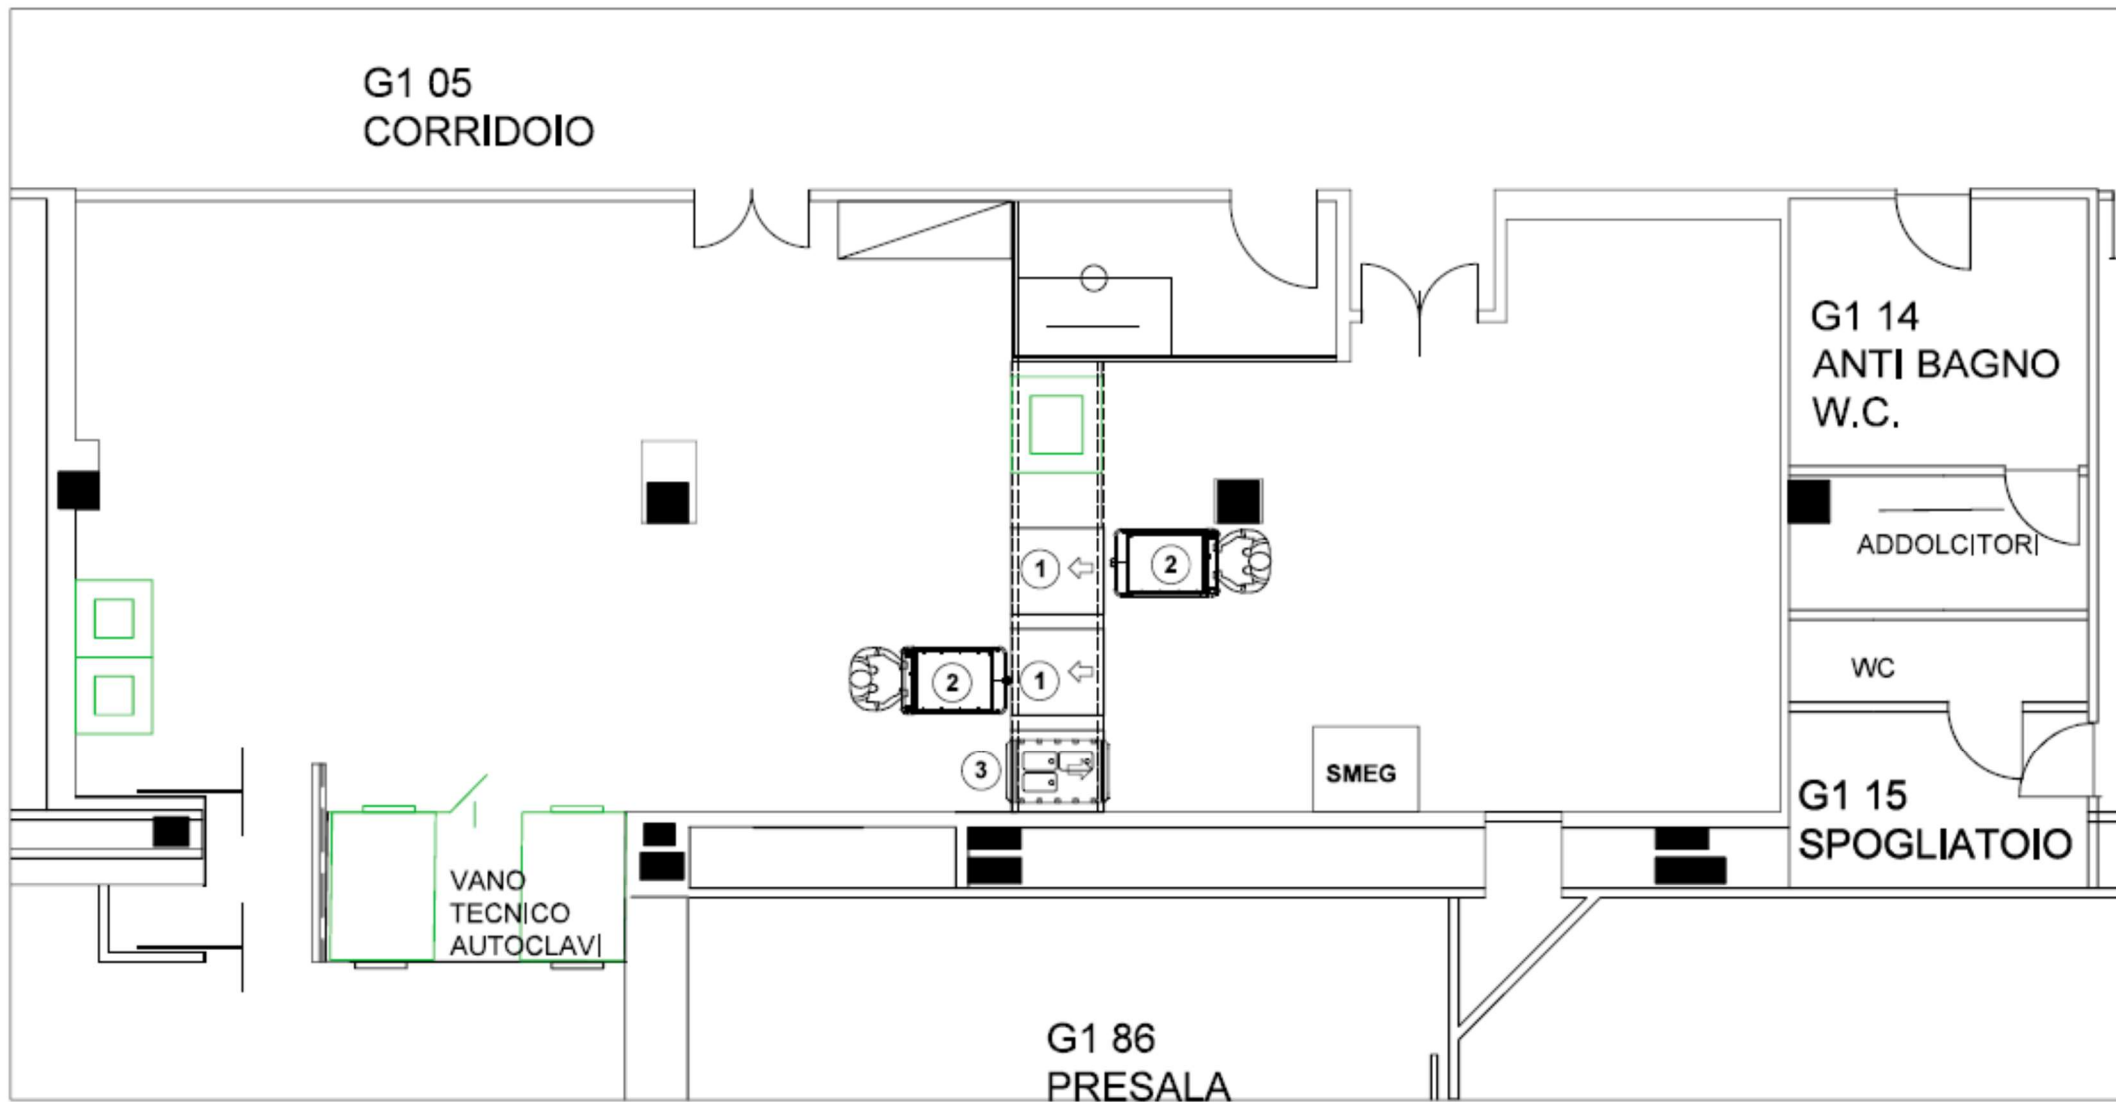 G1 05
CORRIDOIO
G1 14
ANTI BAGNO
W.C.
ADDOLCITORI
1
2
WC
2
1
3
SMEG
G1 15
SPOGLIATOIO
VANO
TECNICO
AUTOCLAVI
G1 86
PRESALA